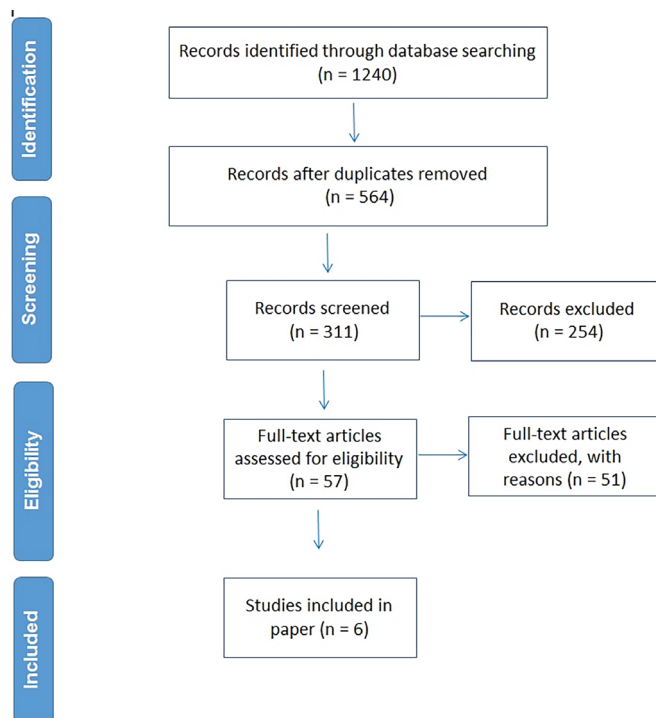 Identification
Records identified through database searching
(n = 1240)
Records after duplicates removed
(n = 564)
Screening
Records screened
(n = 311)
Records excluded
(n = 254)
Eligibility
Full-text articles
assessed for eligibility
(n = 57)
Full-text articles
excluded, with
reasons (n = 51)
Included
Studies included in
paper (n = 6)